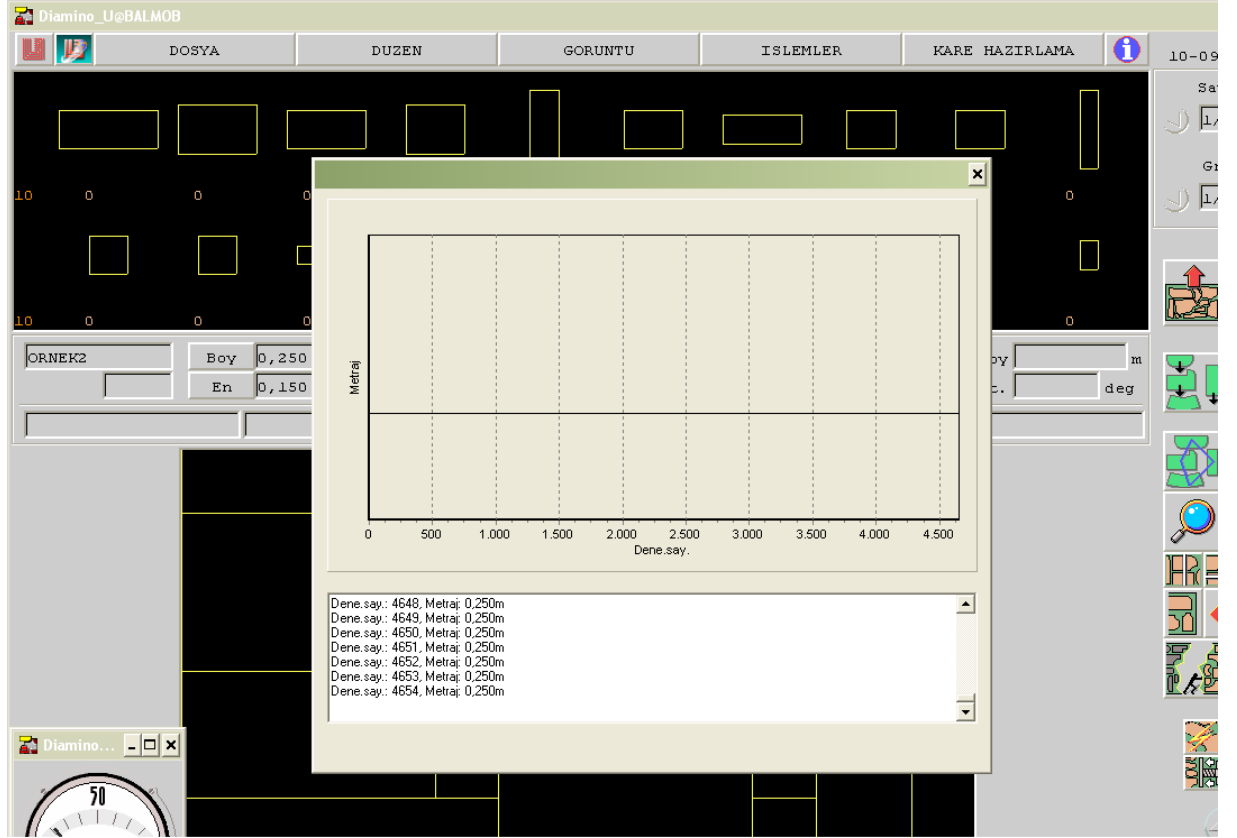 Diamino_U@BALMOB
DOSYA DUZEN GORUNTU ISLEMLER KARE HAZIRLAMA
10-09
10 0 0 0 0
10 0 0 0 0
ORNEK2 Boy 0,250 m
En 0,150 deg
Metraj
0 500 1.000 1.500 2.000 2.500 3.000 3.500 4.000 4.500
Dene.say.
Dene.say.: 4648, Metraj: 0,250m
Dene.say.: 4649, Metraj: 0,250m
Dene.say.: 4650, Metraj: 0,250m
Dene.say.: 4651, Metraj: 0,250m
Dene.say.: 4652, Metraj: 0,250m
Dene.say.: 4653, Metraj: 0,250m
Dene.say.: 4654, Metraj: 0,250m
Diamino...
50